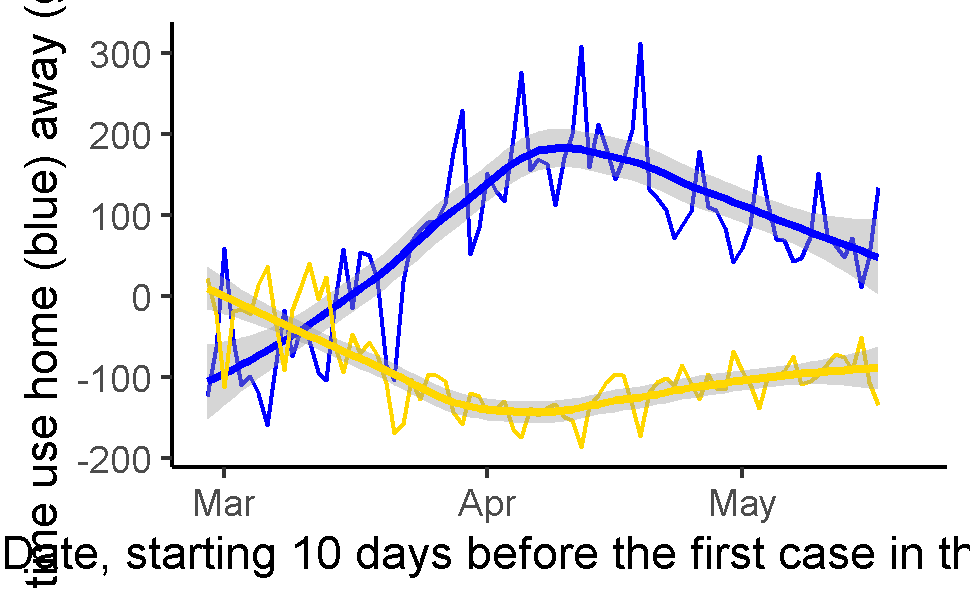 time use home (blue) away (
300
200
100
0
-100
-200
Mar Apr May
Date, starting 10 days before the first case in th